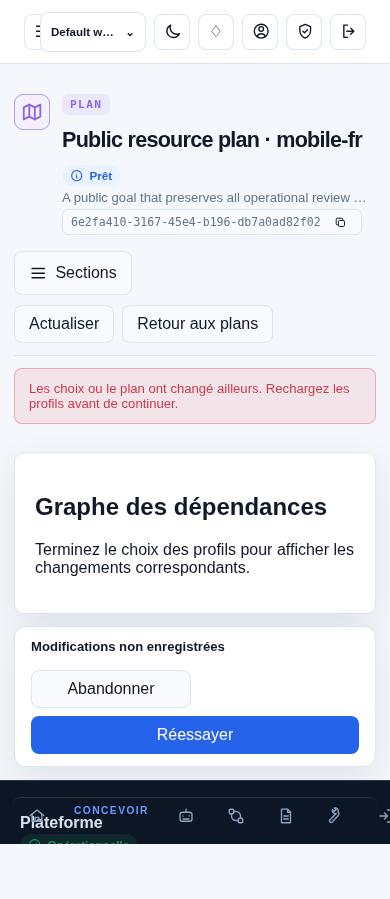 Default w… ⌄
PLAN
Public resource plan · mobile-fr
Prêt
A public goal that preserves all operational review …
6e2fa410-3167-45e4-b196-db7a0ad82f02
Sections
Actualiser
Retour aux plans
Les choix ou le plan ont changé ailleurs. Rechargez les
profils avant de continuer.
Graphe des dépendances
Terminez le choix des profils pour afficher les
changements correspondants.
Modifications non enregistrées
Abandonner
Réessayer
CONCEVOIR
Plateforme
Opérationnelle